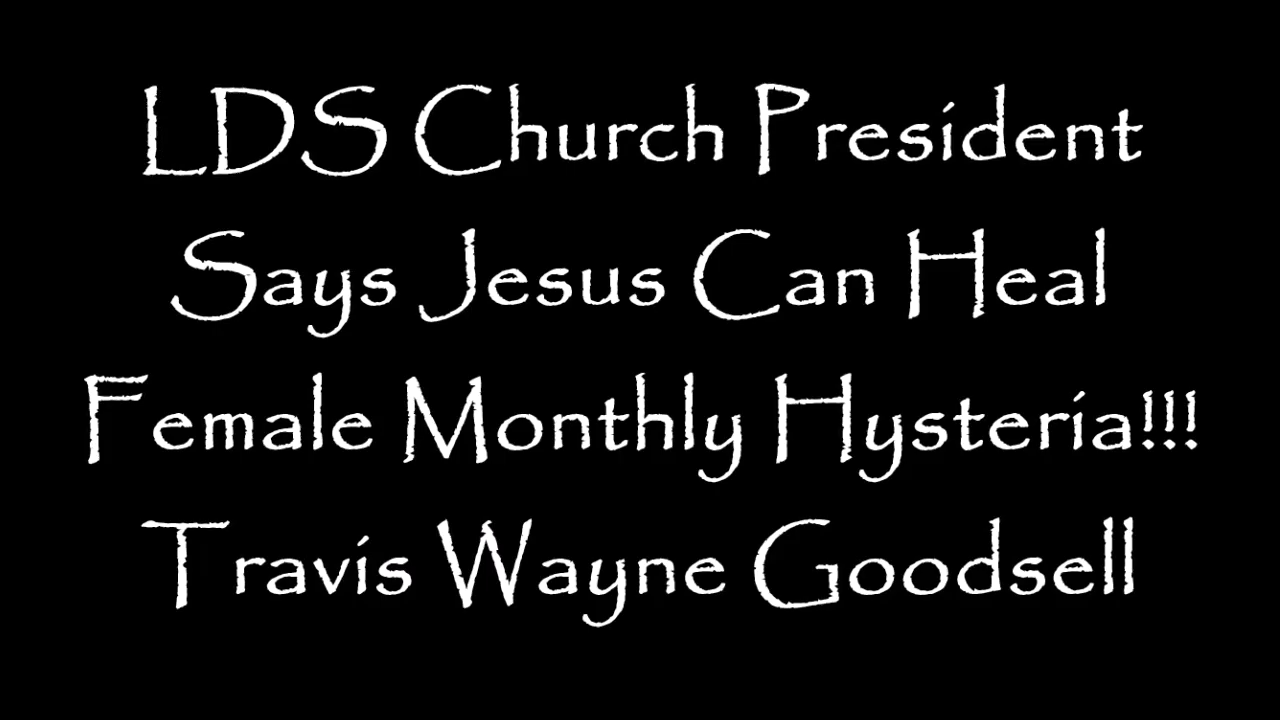 LDS Church President
Says Jesus Can Heal
Female Monthly Hysteria!!!
Travis Wayne Goodsell